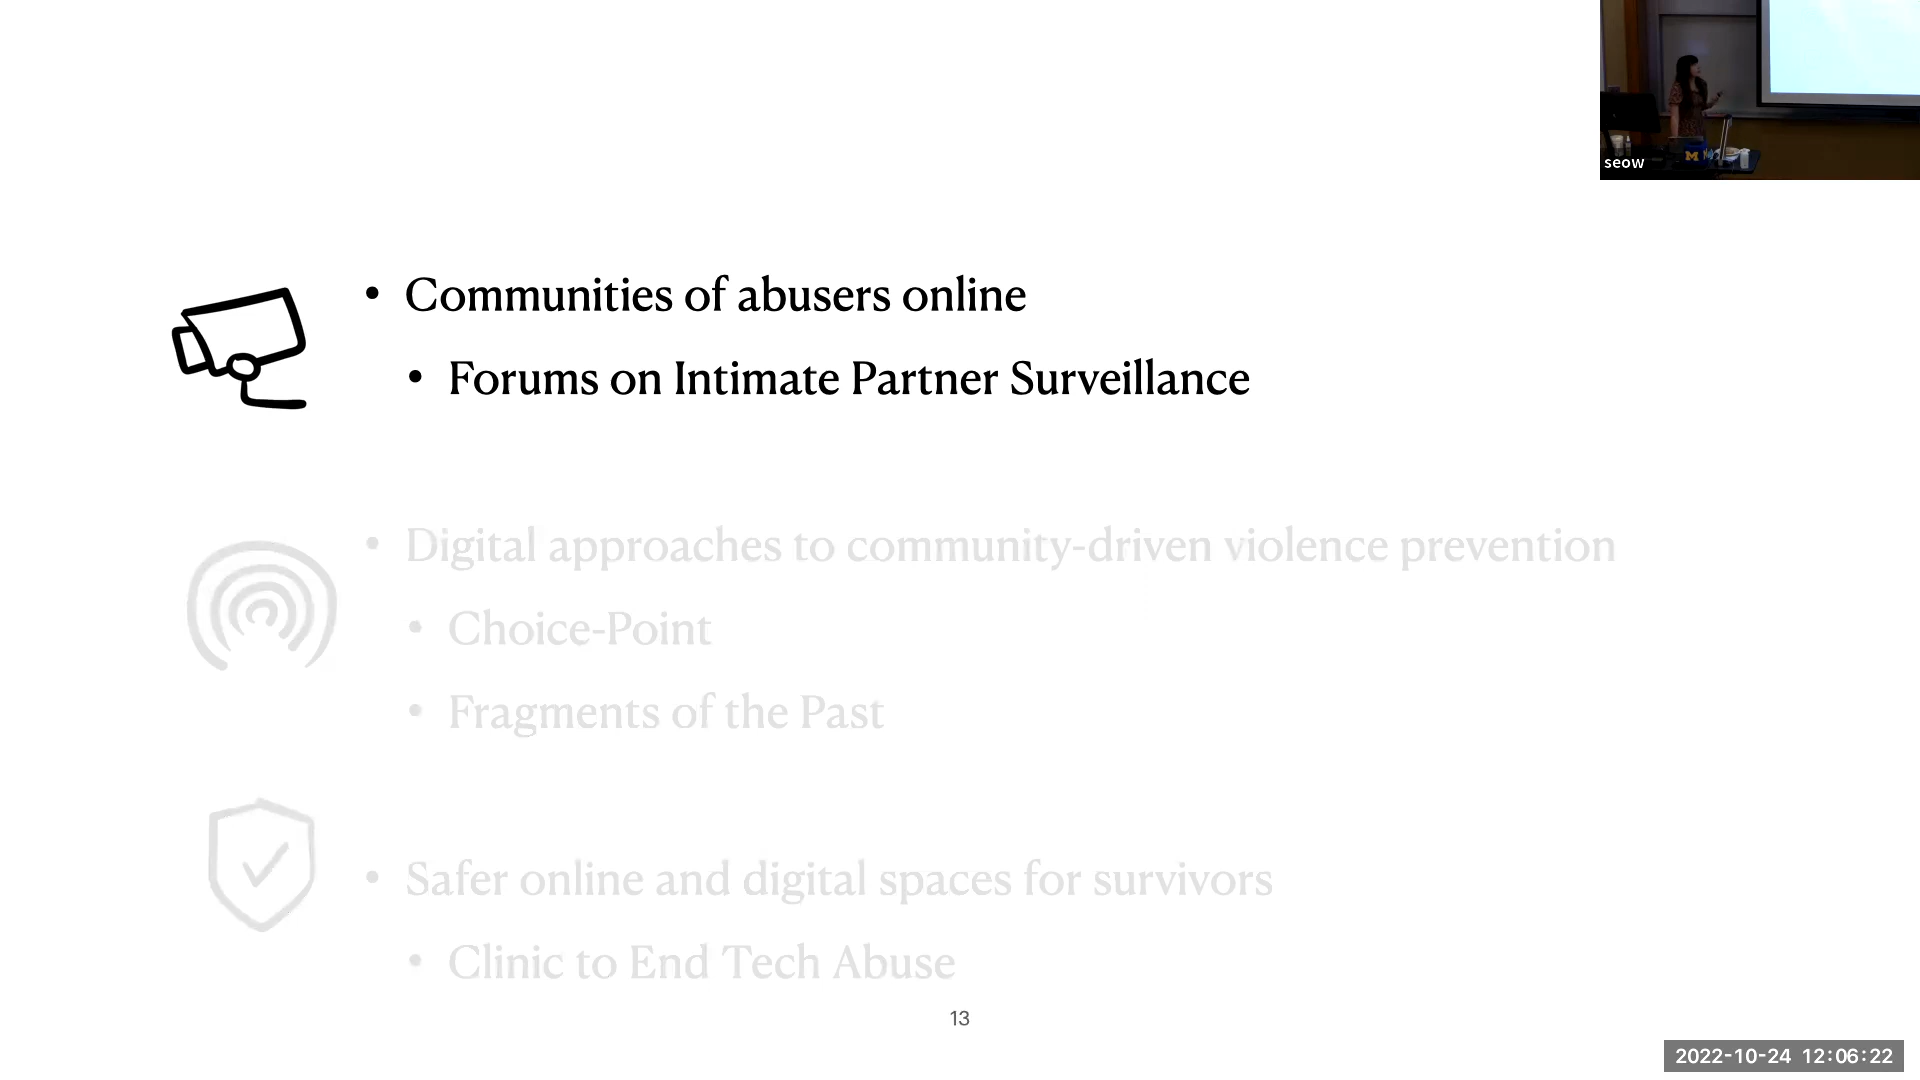 seow
M
• Communities of abusers online
• Forums on Intimate Partner Surveillance
• Digital approaches to community-driven violence prevention
• Choice-Point
• Fragments of the Past
• Safer online and digital spaces for survivors
• Clinic to End Tech Abuse
13
2022-10-24 12:06:22